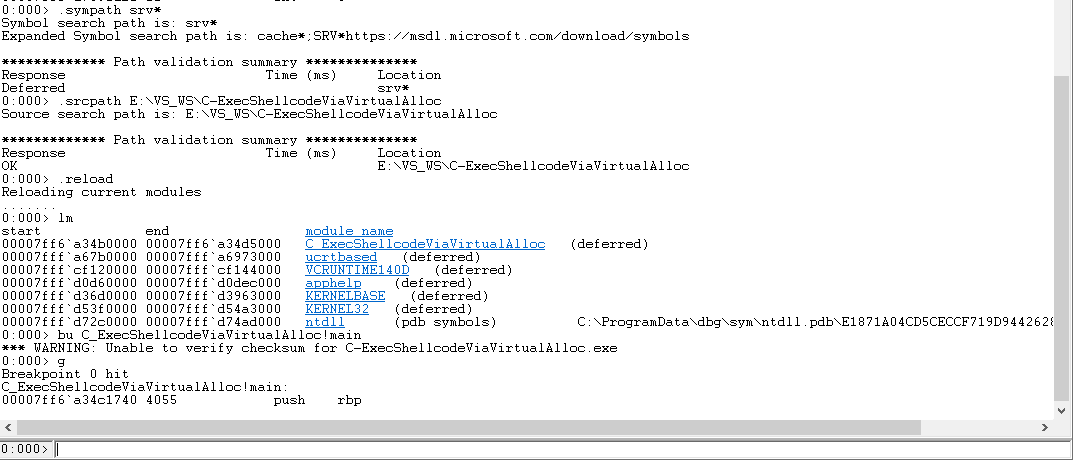 0:000> .sympath srv*
Symbol search path is: srv*
Expanded Symbol search path is: cache*;SRV*https://msdl.microsoft.com/download/symbols
************* Path validation summary **************
Response Time (ms) Location
Deferred srv*
0:000> .srcpath E:\VS_WS\C-ExecShellcodeViaVirtualAlloc
Source search path is: E:\VS_WS\C-ExecShellcodeViaVirtualAlloc
************* Path validation summary **************
Response Time (ms) Location
OK E:\VS_WS\C-ExecShellcodeViaVirtualAlloc
0:000> .reload
Reloading current modules
.......
0:000> lm
start end module name
00007ff6`a34b0000 00007ff6`a34d5000 C_ExecShellcodeViaVirtualAlloc (deferred)
00007fff`a67b0000 00007fff`a6973000 ucrtbased (deferred)
00007fff`cf120000 00007fff`cf144000 VCRUNTIME140D (deferred)
00007fff`d0d60000 00007fff`d0dec000 apphelp (deferred)
00007fff`d36d0000 00007fff`d3963000 KERNELBASE (deferred)
00007fff`d53f0000 00007fff`d54a3000 KERNEL32 (deferred)
00007fff`d72c0000 00007fff`d74ad000 ntdll (pdb symbols) C:\ProgramData\dbg\sym\ntdll.pdb\E1871A04CD5CECCF719D9442628
0:000> bu C_ExecShellcodeViaVirtualAlloc!main
*** WARNING: Unable to verify checksum for C-ExecShellcodeViaVirtualAlloc.exe
0:000> g
Breakpoint 0 hit
C_ExecShellcodeViaVirtualAlloc!main:
00007ff6`a34c1740 4055 push rbp
0:000>